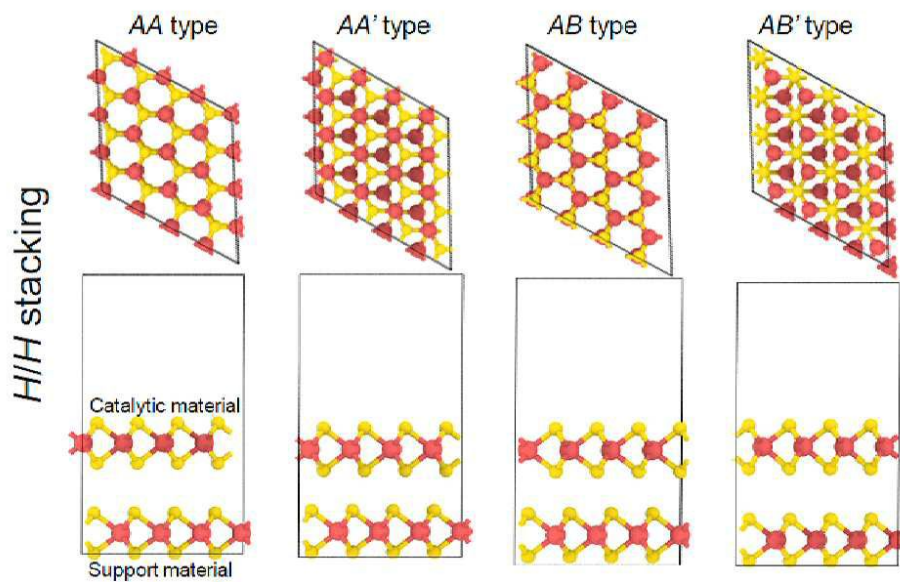 AA type
AA’ type
AB type
AB’ type
H/H stacking
Catalytic material
Support material